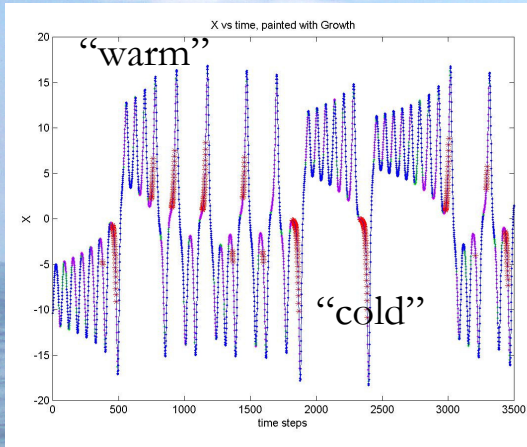 X vs time, painted with Growth
“warm”
20
15
10
5
0
-5
-10
-15
-20
X
“cold”
0 500 1000 1500 2000 2500 3000 3500
time steps